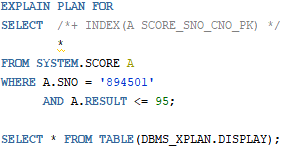 EXPLAIN PLAN FOR
SELECT /*+ INDEX(A SCORE_SNO_CNO_PK) */
*
FROM SYSTEM.SCORE A
WHERE A.SNO = '894501'
AND A.RESULT <= 95;
SELECT * FROM TABLE(DBMS_XPLAN.DISPLAY);